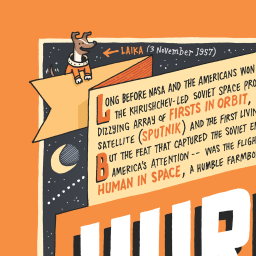 LAIKA (3 November 1957)
LONG BEFORE NASA AND THE AMERICANS WON
THE KHRUSHCHEV-LED SOVIET SPACE PRO
DIZZYING ARRAY OF FIRSTS IN ORBIT,
SATELLITE (SPUTNIK) AND THE FIRST LIVIN
BUT THE FEAT THAT CAPTURED THE SOVIET E
AMERICA'S ATTENTION -- WAS THE FLIGH
HUMAN IN SPACE, A HUMBLE FARMBO